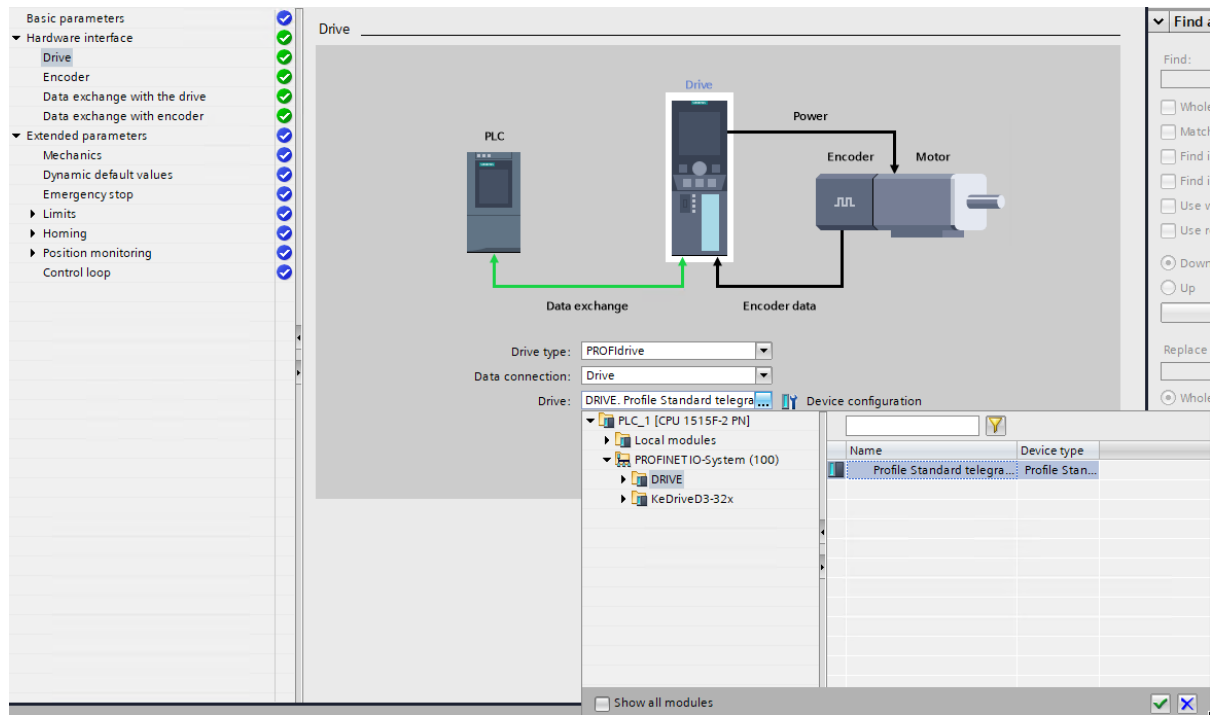 Basic parameters
Hardware interface
Drive
Encoder
Data exchange with the drive
Data exchange with encoder
Extended parameters
Mechanics
Dynamic default values
Emergency stop
Limits
Homing
Position monitoring
Control loop
Drive
Drive
PLC
Power
Encoder
Motor
Data exchange
Encoder data
Drive type: PROFIdrive
Data connection: Drive
Drive: DRIVE. Profile Standard telegra... Device configuration
PLC_1 [CPU 1515F-2 PN]
Local modules
PROFINET IO-System (100)
DRIVE
KeDriveD3-32x
Name Device type
Profile Standard telegra... Profile Stan...
Show all modules
Find a
Find:
Whole
Match
Find i
Find i
Use v
Use r
Down
Up
Replace
Whole